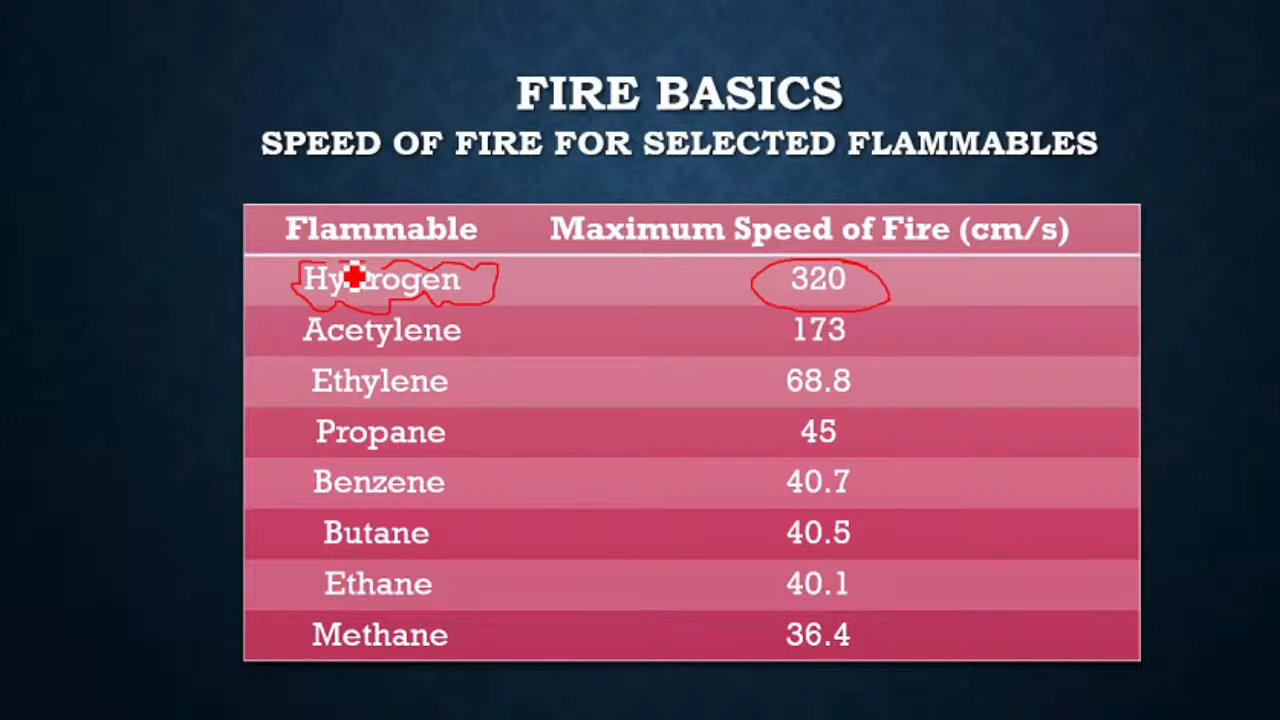 FIRE BASICS
SPEED OF FIRE FOR SELECTED FLAMMABLES
Flammable Maximum Speed of Fire (cm/s)
Hydrogen 320
Acetylene 173
Ethylene 68.8
Propane 45
Benzene 40.7
Butane 40.5
Ethane 40.1
Methane 36.4